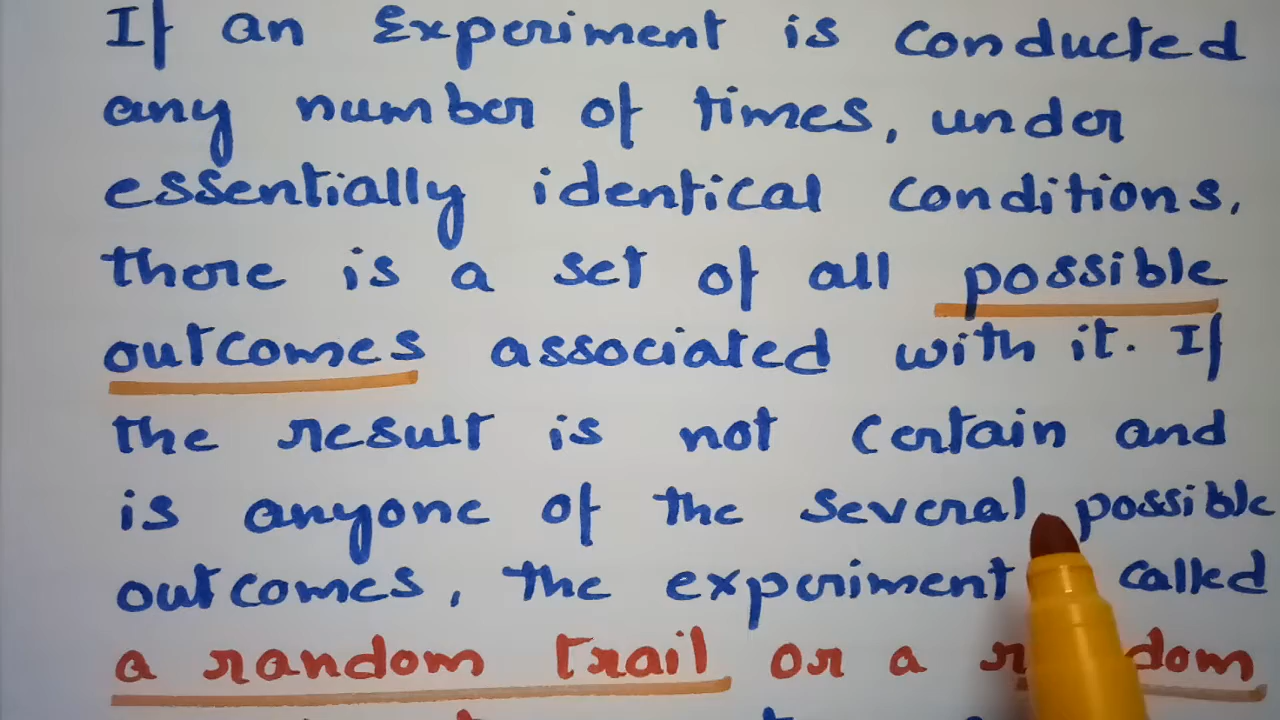 If an Experiment is conducted
any number of times, under
essentially identical conditions,
there is a set of all possible
outcomes associated with it. If
the result is not certain and
is anyone of the several possible
outcomes, the experiment called
a random trail or a